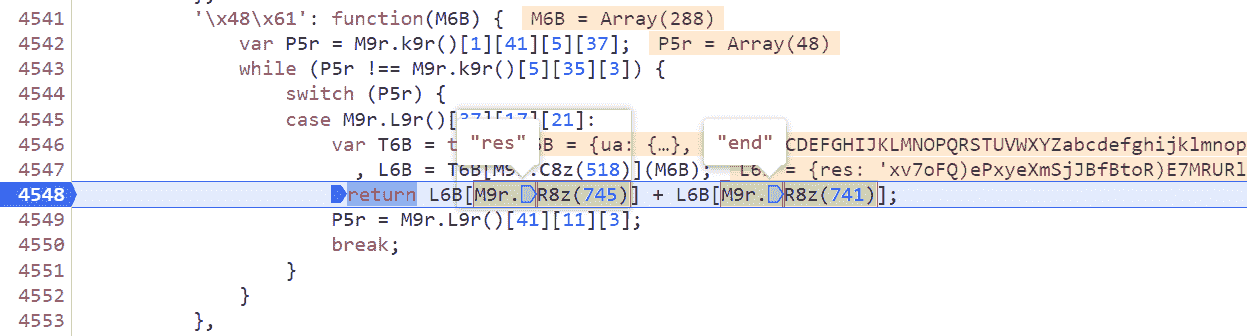 4541 '\x48\x61': function(M6B) { M6B = Array(288)
4542 var P5r = M9r.k9r()[1][41][5][37]; P5r = Array(48)
4543 while (P5r !== M9r.k9r()[5][35][3]) {
4544 switch (P5r) {
4545 case M9r.L9r()[37][17][21]:
"res" "end"
4546 var T6B = t 6B = {ua: {…}, CDEFGHIJKLMNOPQRSTUVWXYZabcdefghijklmnop
4547 , L6B = T6B[M9r.C8z(518)](M6B); L6B = {res: 'xv7oFQ)ePxyeXmSjJBfBtoR)E7MRURl
4548 return L6B[M9r.R8z(745)] + L6B[M9r.R8z(741)];
4549 P5r = M9r.L9r()[41][11][3];
4550 break;
4551 }
4552 }
4553 },